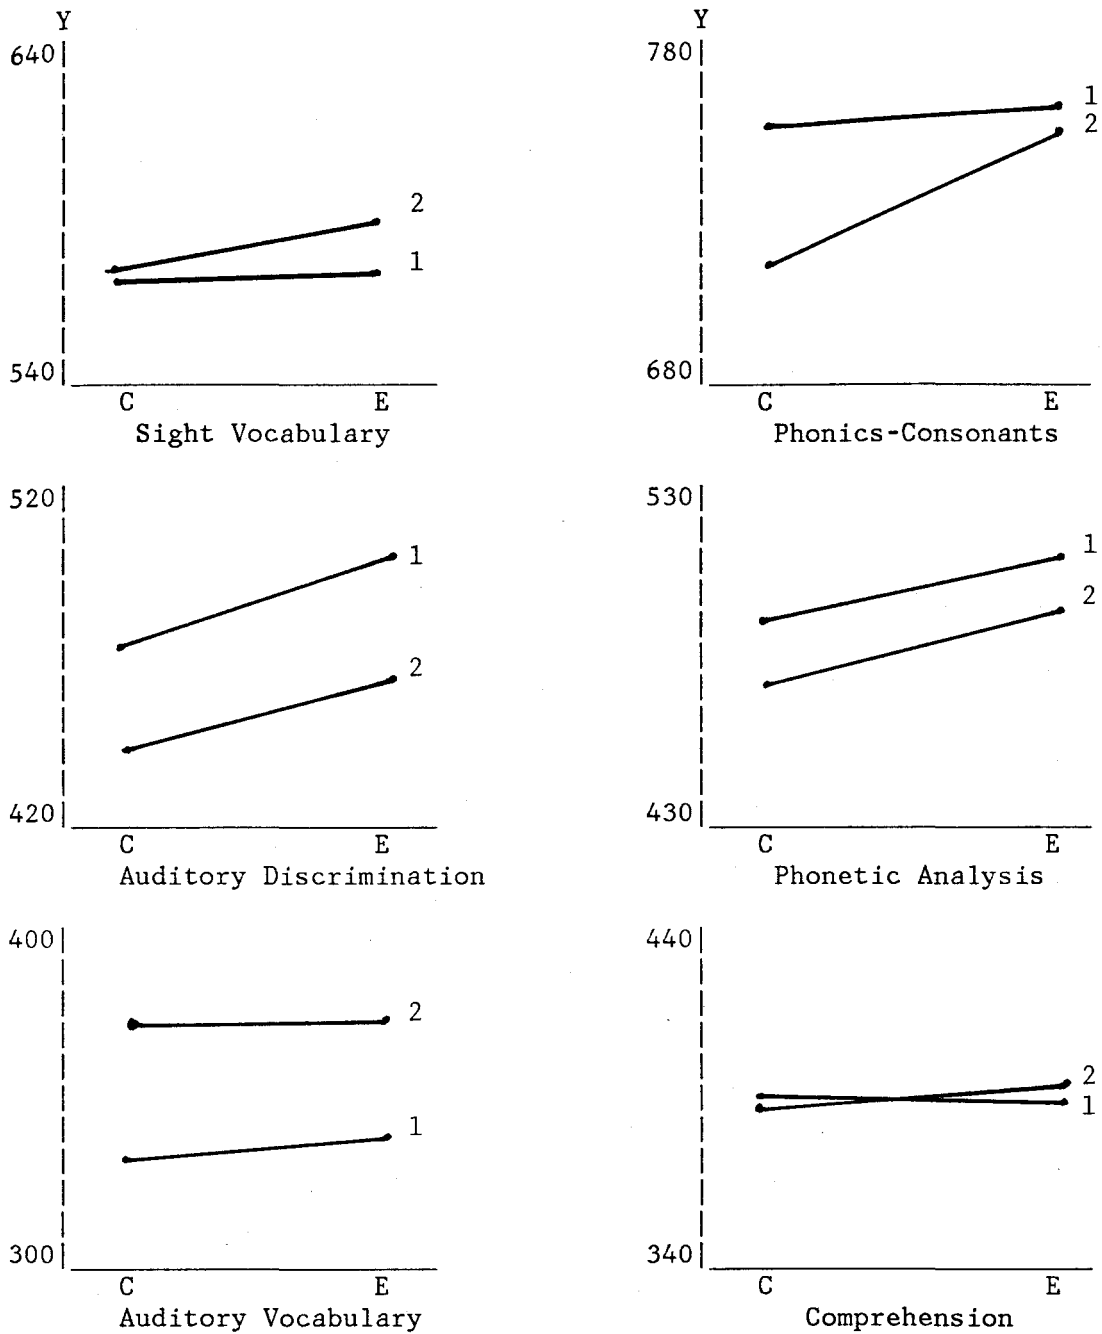 Y
640
2
1
540
C E
Sight Vocabulary
Y
780
1
2
680
C E
Phonics-Consonants
520
1
2
420
C E
Auditory Discrimination
530
1
2
430
C E
Phonetic Analysis
400
2
1
300
C E
Auditory Vocabulary
440
2
1
340
C E
Comprehension